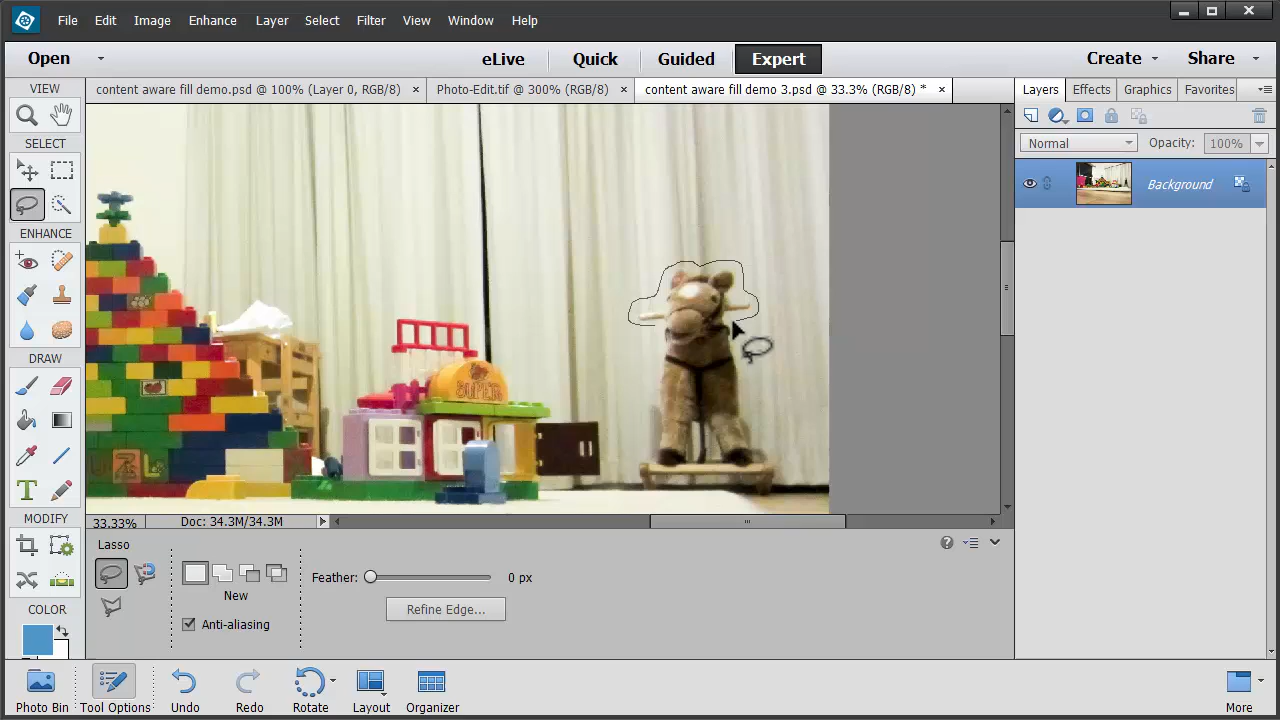 File Edit Image Enhance Layer Select Filter View Window Help
Open eLive Quick Guided Expert Create Share
VIEW content aware fill demo.psd @ 100% (Layer 0, RGB/8) × Photo-Edit.tif @ 300% (RGB/8) × content aware fill demo 3.psd @ 33.3% (RGB/8) * × Layers Effects Graphics Favorites
Normal Opacity: 100%
SELECT
Background
ENHANCE
DRAW
SUPER
Z
MODIFY
33.33% Doc: 34.3M/34.3M
Lasso
Feather: 0 px
New
COLOR Refine Edge...
Anti-aliasing
Photo Bin Tool Options Undo Redo Rotate Layout Organizer More